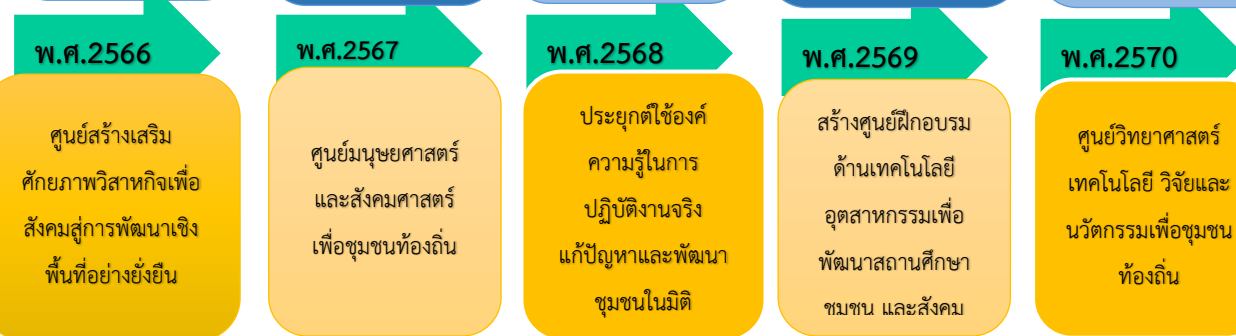 พ.ศ.2566
ศูนย์สร้างเสริม
ศักยภาพวิสาหกิจเพื่อ
สังคมสู่การพัฒนาเชิง
พื้นที่อย่างยั่งยืน
พ.ศ.2567
ศูนย์มนุษยศาสตร์
และสังคมศาสตร์
เพื่อชุมชนท้องถิ่น
พ.ศ.2568
ประยุกต์ใช้องค์
ความรู้ในการ
ปฏิบัติงานจริง
แก้ปัญหาและพัฒนา
ชุมชนในมิติ
พ.ศ.2569
สร้างศูนย์ฝึกอบรม
ด้านเทคโนโลยี
อุตสาหกรรมเพื่อ
พัฒนาสถานศึกษา
ชุมชน และสังคม
พ.ศ.2570
ศูนย์วิทยาศาสตร์
เทคโนโลยี วิจัยและ
นวัตกรรมเพื่อชุมชน
ท้องถิ่น